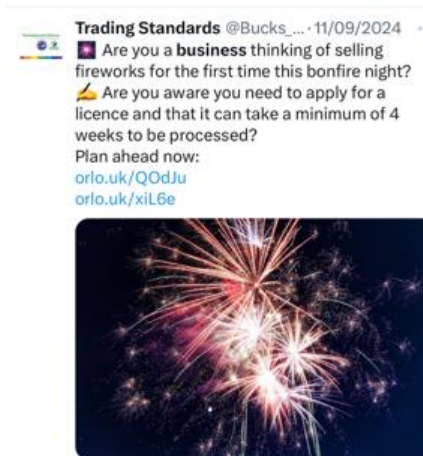 Trading Standards @Bucks_... · 11/09/2024
🎆 Are you a business thinking of selling
fireworks for the first time this bonfire night?
✍️ Are you aware you need to apply for a
licence and that it can take a minimum of 4
weeks to be processed?
Plan ahead now:
orlo.uk/QOdJu
orlo.uk/xiL6e